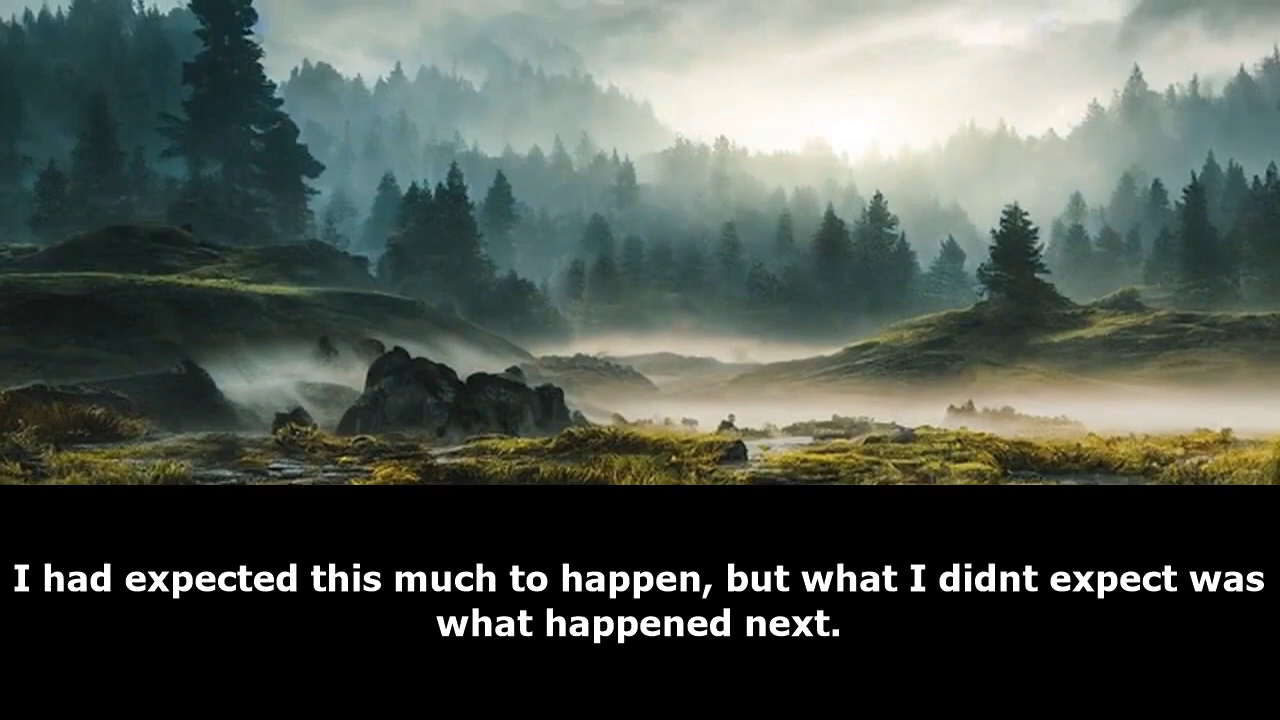 I had expected this much to happen, but what I didnt expect was
what happened next.